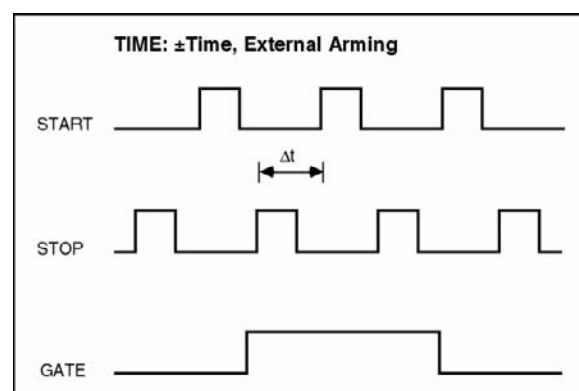 TIME: ±Time, External Arming
START
Δt
STOP
GATE